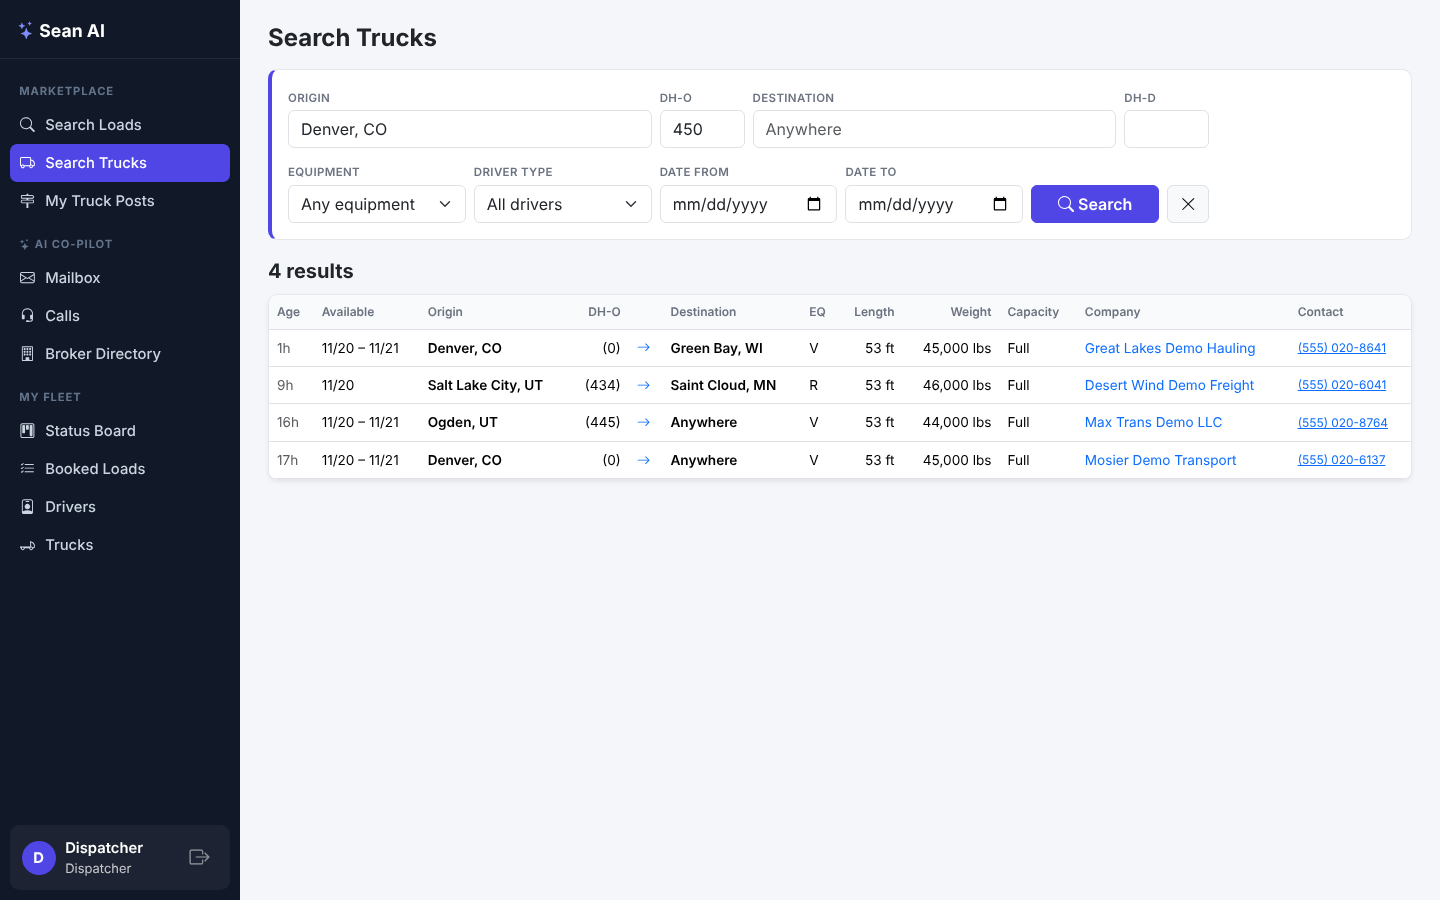 Sean AI
MARKETPLACE
Search Loads
Search Trucks
My Truck Posts
AI CO-PILOT
Mailbox
Calls
Broker Directory
MY FLEET
Status Board
Booked Loads
Drivers
Trucks
D
Dispatcher
Dispatcher
Search Trucks
ORIGIN DH-O DESTINATION DH-D
Denver, CO 450 Anywhere
EQUIPMENT DRIVER TYPE DATE FROM DATE TO
Any equipment All drivers mm/dd/yyyy mm/dd/yyyy Search
4 results
Age Available Origin DH-O Destination EQ Length Weight Capacity Company Contact
1h 11/20 – 11/21 Denver, CO (0) → Green Bay, WI V 53 ft 45,000 lbs Full Great Lakes Demo Hauling (555) 020-8641
9h 11/20 Salt Lake City, UT (434) → Saint Cloud, MN R 53 ft 46,000 lbs Full Desert Wind Demo Freight (555) 020-6041
16h 11/20 – 11/21 Ogden, UT (445) → Anywhere V 53 ft 44,000 lbs Full Max Trans Demo LLC (555) 020-8764
17h 11/20 – 11/21 Denver, CO (0) → Anywhere V 53 ft 45,000 lbs Full Mosier Demo Transport (555) 020-6137